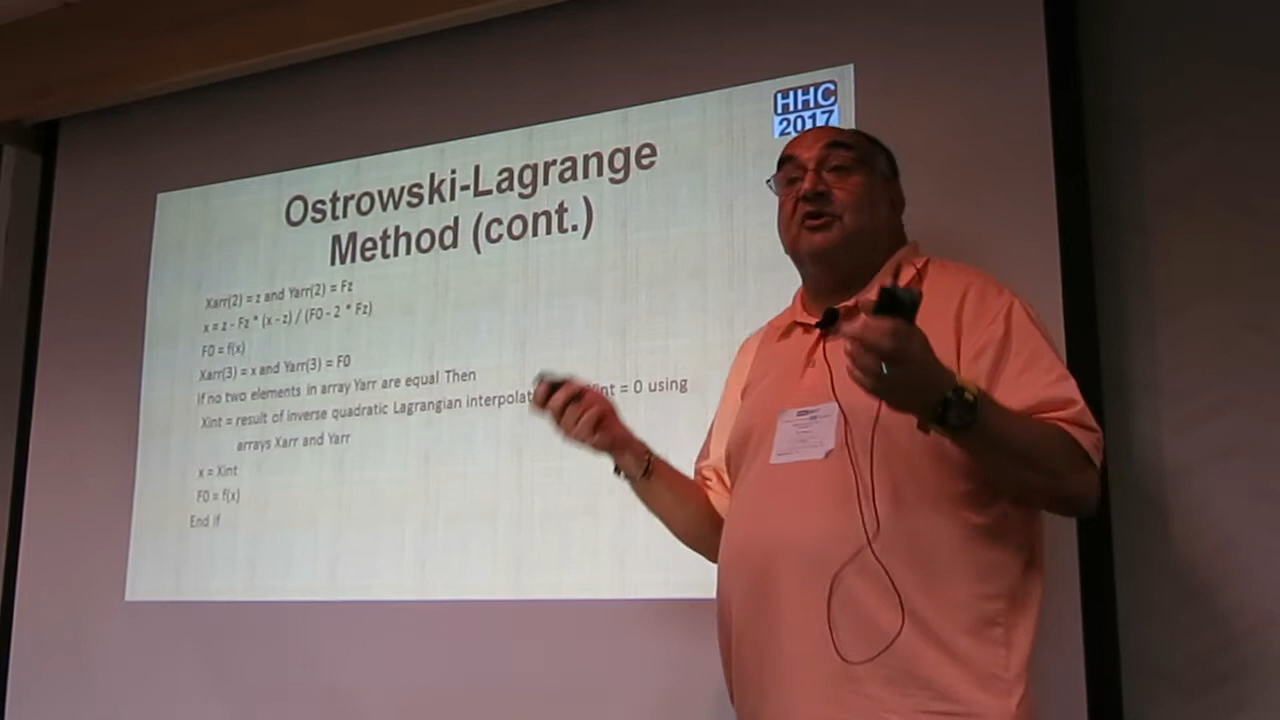 HHC
2017
Ostrowski-Lagrange
Method (cont.)
Xarr(2) = z and Yarr(2) = Fz
x = z - Fz * (x - z) / (F0 - 2 * Fz)
F0 = f(x)
Xarr(3) = x and Yarr(3) = F0
If no two elements in array Yarr are equal Then
Xint = result of inverse quadratic Lagrangian = 0 using
arrays Xarr and Yarr
x = Xint
F0 = f(x)
End If